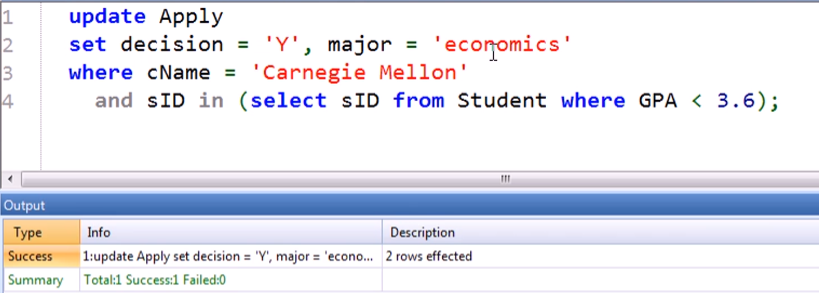 1 update Apply
2 set decision = 'Y', major = 'economics'
3 where cName = 'Carnegie Mellon'
4 and sID in (select sID from Student where GPA < 3.6);
Output
Type Info Description
Success 1:update Apply set decision = 'Y', major = 'econo... 2 rows effected
Summary Total:1 Success:1 Failed:0